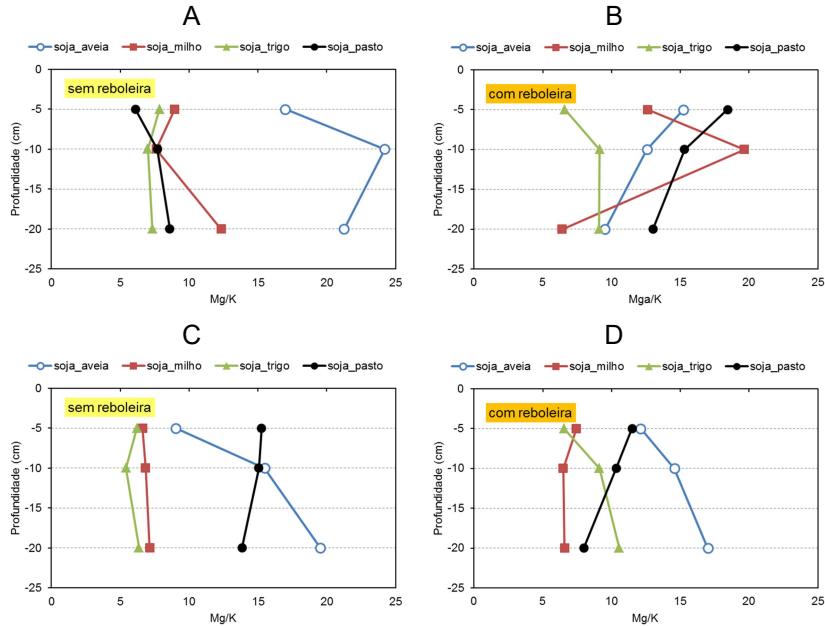 A
soja_aveia soja_milho soja_trigo soja_pasto
0
sem reboleira
-5
-10
-15
-20
-25
Profundidade (cm)
0 5 10 15 20 25
Mg/K
B
soja_aveia soja_milho soja_trigo soja_pasto
0
com reboleira
-5
-10
-15
-20
-25
Profundidade (cm)
0 5 10 15 20 25
Mga/K
C
soja_aveia soja_milho soja_trigo soja_pasto
0
sem reboleira
-5
-10
-15
-20
-25
Profundidade (cm)
0 5 10 15 20 25
Mg/K
D
soja_aveia soja_milho soja_trigo soja_pasto
0
com reboleira
-5
-10
-15
-20
-25
Profundidade (cm)
0 5 10 15 20 25
Mg/K